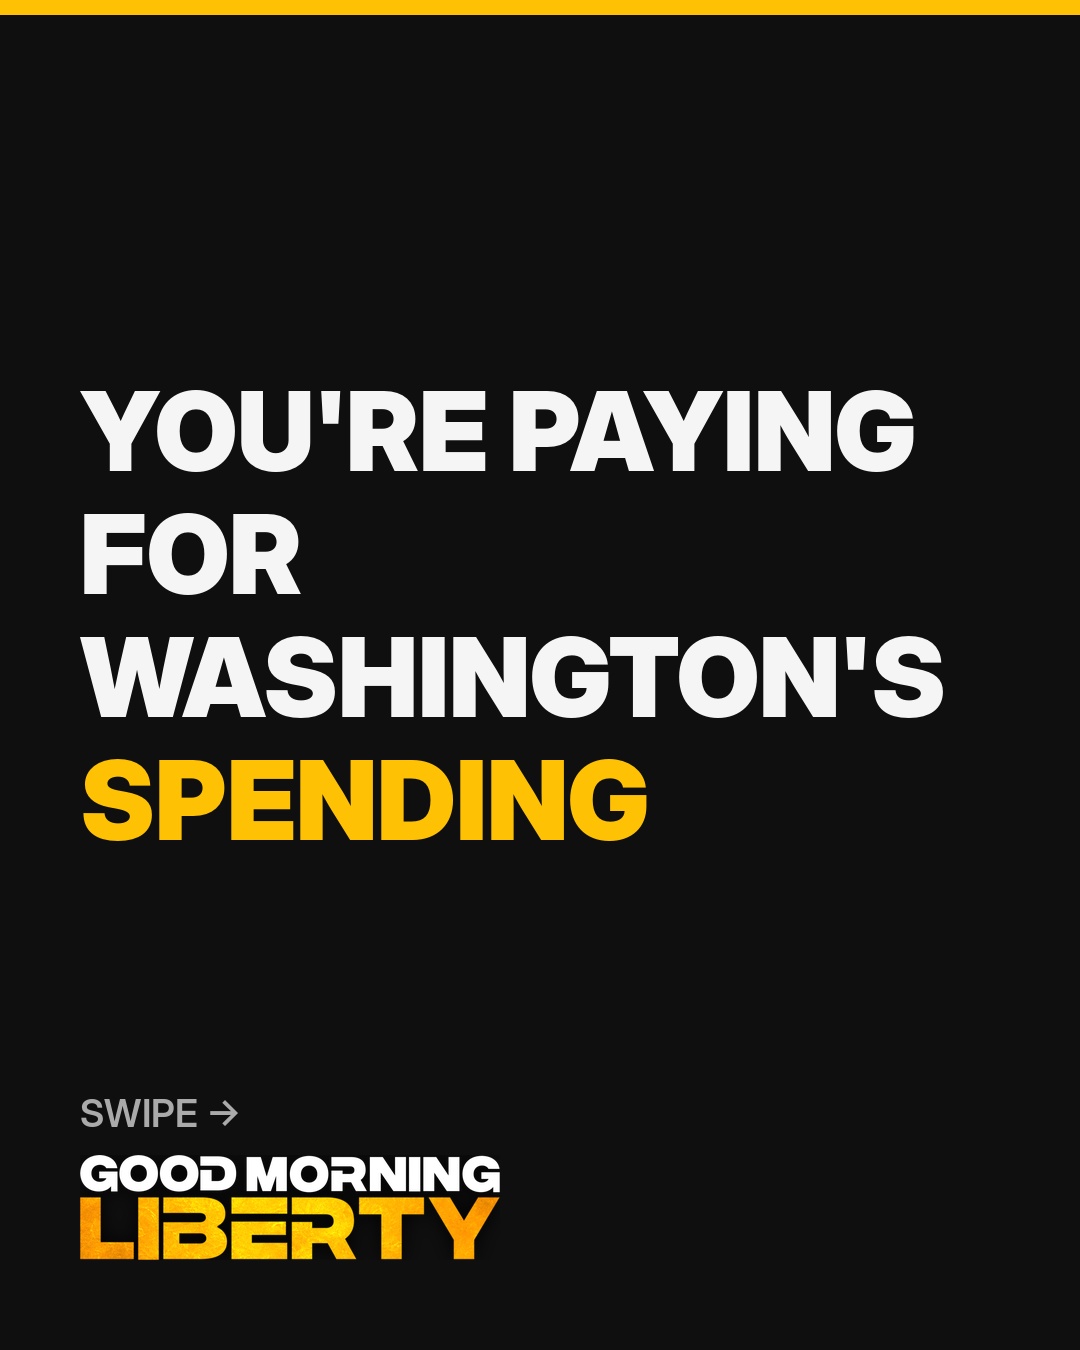 YOU'RE PAYING
FOR
WASHINGTON'S
SPENDING
SWIPE →
GOOD MORNING
LIBERTY